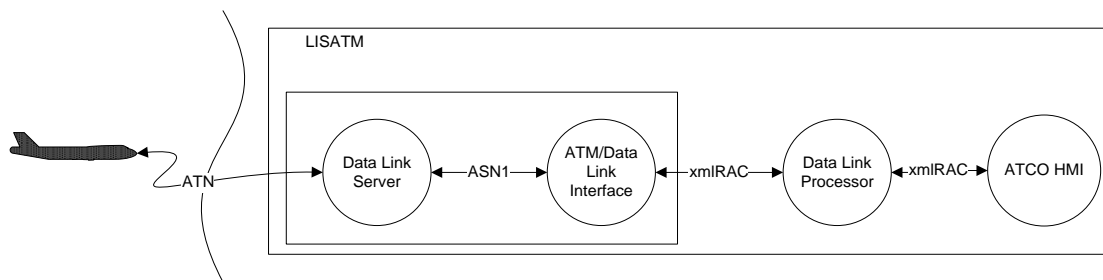 LISATM
ATN
Data Link
Server
ASN1
ATM/Data
Link
Interface
xmlRAC
Data Link
Processor
xmlRAC
ATCO HMI